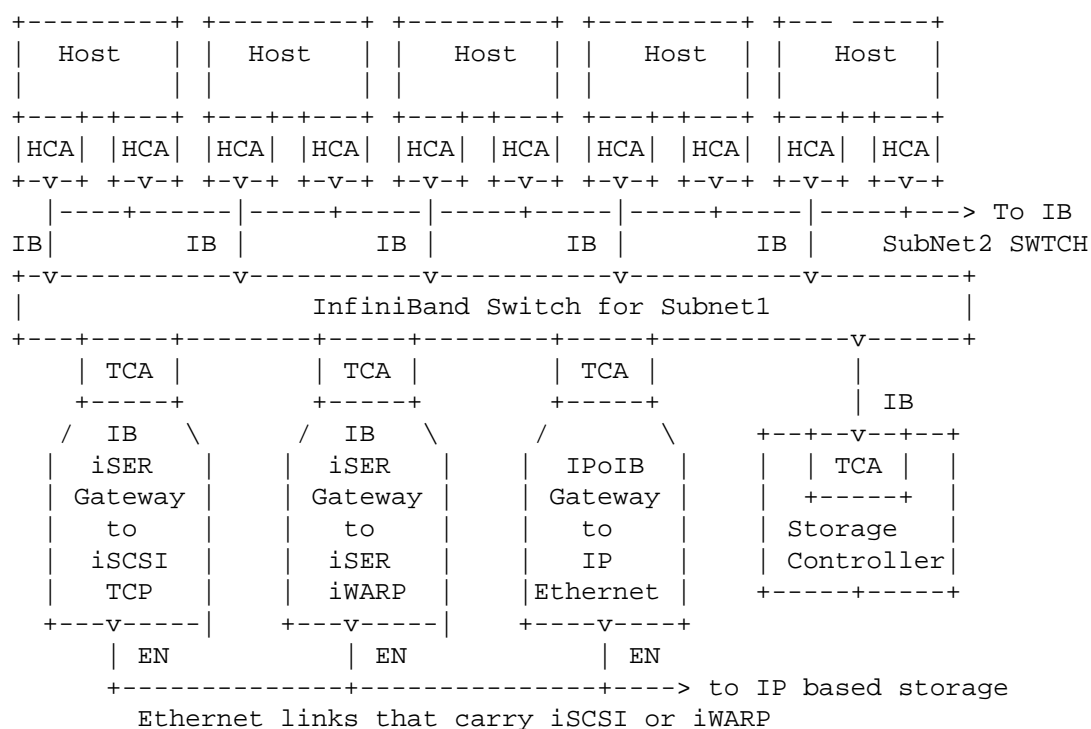 Host Host Host Host Host
HCA HCA HCA HCA HCA HCA HCA HCA HCA HCA
To IB
IB IB IB IB IB SubNet2 SWTCH
InfiniBand Switch for Subnet1
TCA TCA TCA
IB
IB IB
iSER iSER IPoIB TCA
Gateway Gateway Gateway
to to to Storage
iSCSI iSER IP Controller
TCP iWARP Ethernet
EN EN EN
to IP based storage
Ethernet links that carry iSCSI or iWARP